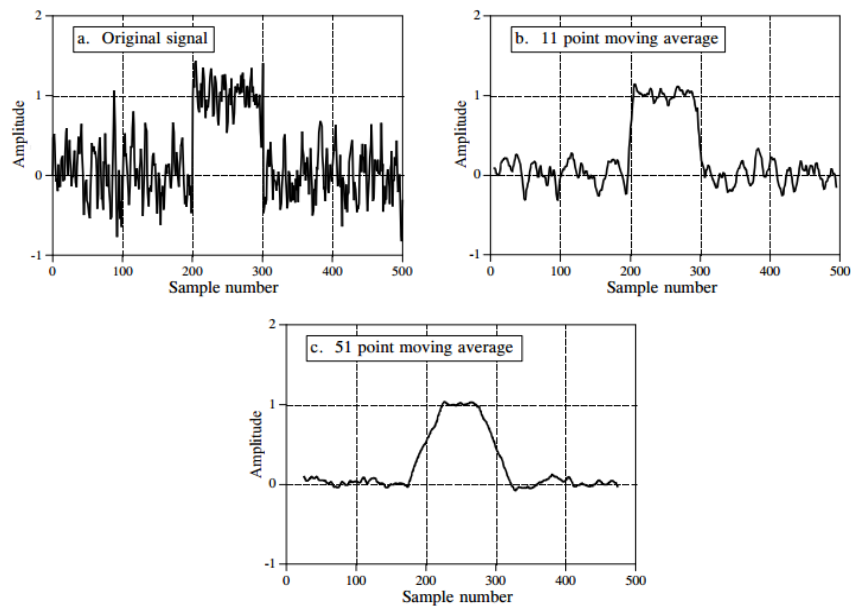 a. Original signal
2
1
0
-1
Amplitude
0 100 200 300 400 500
Sample number
b. 11 point moving average
2
1
0
-1
Amplitude
0 100 200 300 400 500
Sample number
c. 51 point moving average
2
1
0
-1
Amplitude
0 100 200 300 400 500
Sample number